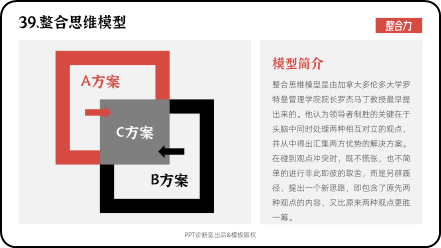 39.整合思维模型
整合力
A方案
C方案
B方案
模型简介
整合思维模型是由加拿大多伦多大学罗
特曼管理学院院长罗杰马丁教授最早提
出来的。他认为领导者制胜的关键在于
头脑中同时处理两种相互对立的观点，
并从中得出汇集两方优势的解决方案。
在碰到观点冲突时，既不慌张，也不简
单的进行非此即彼的取舍，而是另辟蹊
径，提出一个新思路，即包含了原先两
种观点的内容，又比原来两种观点更胜
一筹。
PPT诊断室出品&模板版权